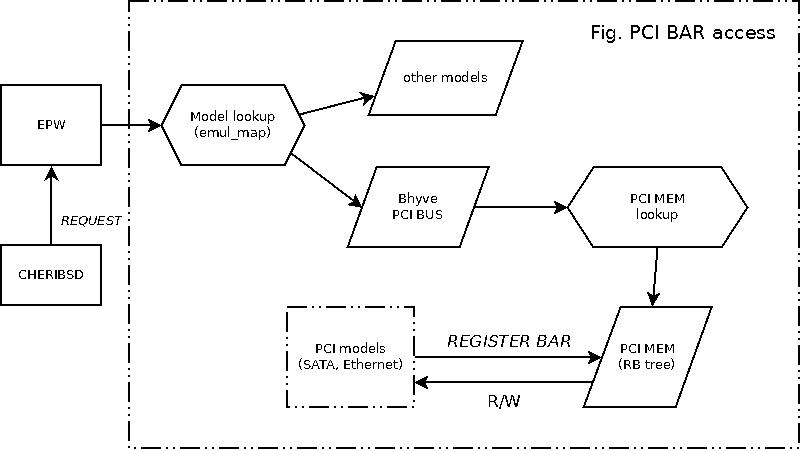 Fig. PCI BAR access
other models
EPW
Model lookup
(emul_map)
REQUEST
Bhyve
PCI BUS
PCI MEM
lookup
CHERIBSD
PCI models
(SATA, Ethernet)
REGISTER BAR
PCI MEM
(RB tree)
R/W